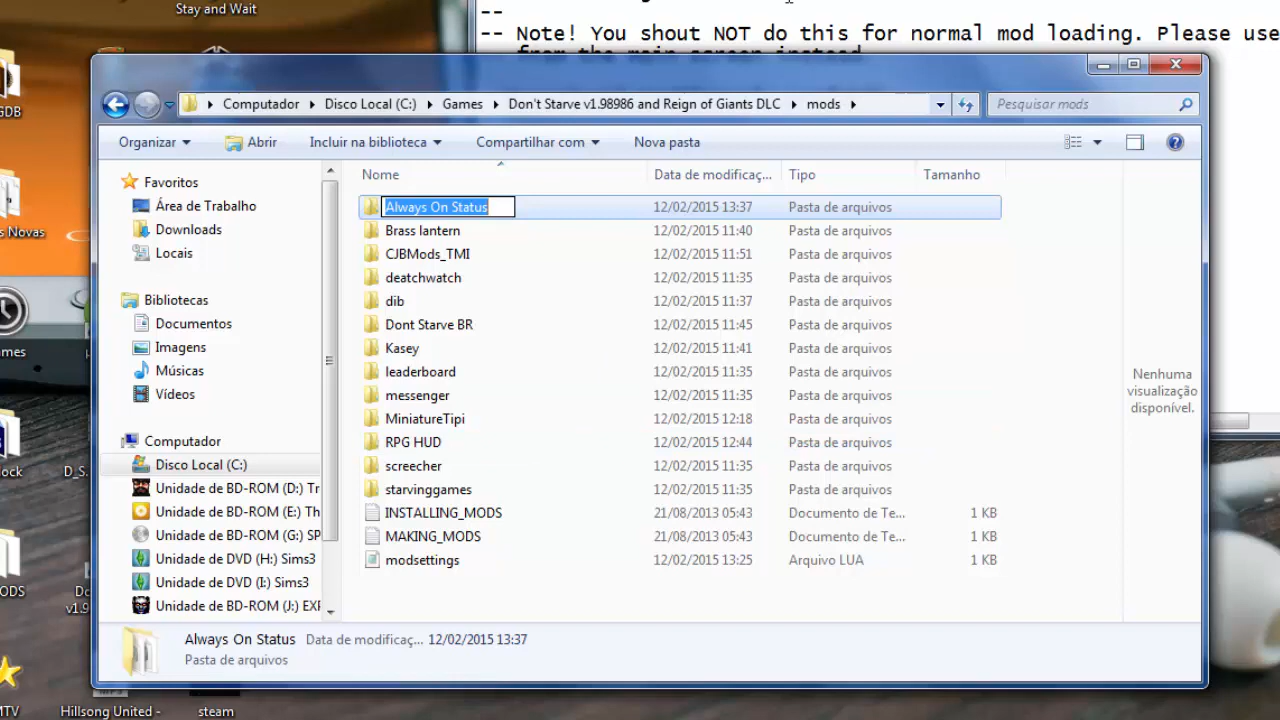 Stay and Wait
--
-- Note! You shout NOT do this for normal mod loading. Please use
from the main screen instead
GDB
Computador Disco Local (C:) Games Don't Starve v1.98986 and Reign of Giants DLC mods
Pesquisar mods
Organizar Abrir Incluir na biblioteca Compartilhar com Nova pasta
Nome Data de modificaç... Tipo Tamanho
Favoritos
Área de Trabalho
Downloads
Locais
Bibliotecas
Documentos
Imagens
Músicas
Vídeos
Computador
Disco Local (C:)
Unidade de BD-ROM (D:) Tr
Unidade de BD-ROM (E:) Th
Unidade de BD-ROM (G:) SP
Unidade de DVD (H:) Sims3
Unidade de DVD (I:) Sims3
Unidade de BD-ROM (J:) EXP
Always On Status 12/02/2015 13:37 Pasta de arquivos
Brass lantern 12/02/2015 11:40 Pasta de arquivos
CJBMods_TMI 12/02/2015 11:51 Pasta de arquivos
deatchwatch 12/02/2015 11:35 Pasta de arquivos
dib 12/02/2015 11:37 Pasta de arquivos
Dont Starve BR 12/02/2015 11:45 Pasta de arquivos
Kasey 12/02/2015 11:41 Pasta de arquivos
leaderboard 12/02/2015 11:35 Pasta de arquivos
messenger 12/02/2015 11:35 Pasta de arquivos
MiniatureTipi 12/02/2015 12:18 Pasta de arquivos
RPG HUD 12/02/2015 12:44 Pasta de arquivos
screecher 12/02/2015 11:35 Pasta de arquivos
starvinggames 12/02/2015 11:35 Pasta de arquivos
INSTALLING_MODS 21/08/2013 05:43 Documento de Te... 1 KB
MAKING_MODS 21/08/2013 05:43 Documento de Te... 1 KB
modsettings 12/02/2015 13:25 Arquivo LUA 1 KB
Nenhuma
visualização
disponível.
Always On Status Data de modificaç... 12/02/2015 13:37
Pasta de arquivos
s Novas
ames
ock
D_S.
ODS
Do
v1.9
MTV
Hillsong United -
steam